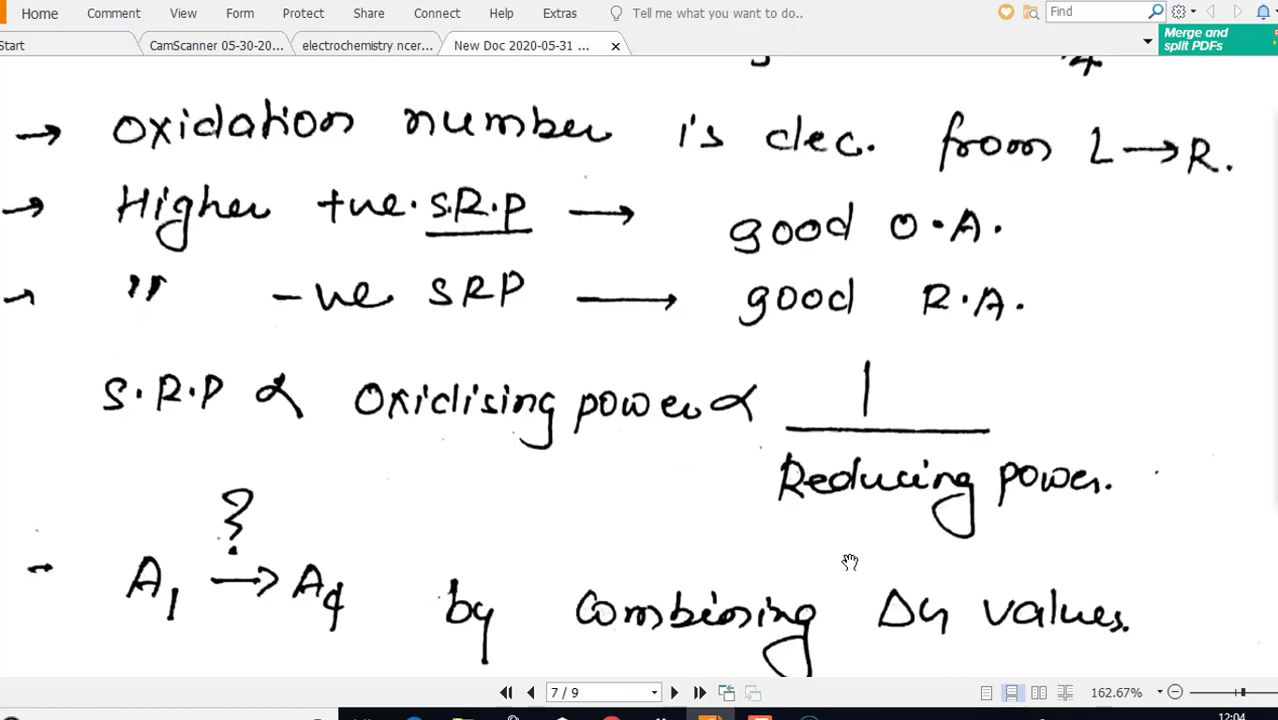 Home Comment View Form Protect Share Connect Help Extras Tell me what you want to do.. Find
Start CamScanner 05-30-20... electrochemistry ncer... New Doc 2020-05-31 ... × Merge and split PDFs
→ oxidation number is dec. from L → R.
→ Higher +ve. S.R.P → good O.A.
→ " -ve SRP → good R.A.
S.R.P ∝ Oxidising power ∝ 1
Reducing power.
?
- A1 → A4 by combining ΔG values.
7 / 9 162.67%
12:04